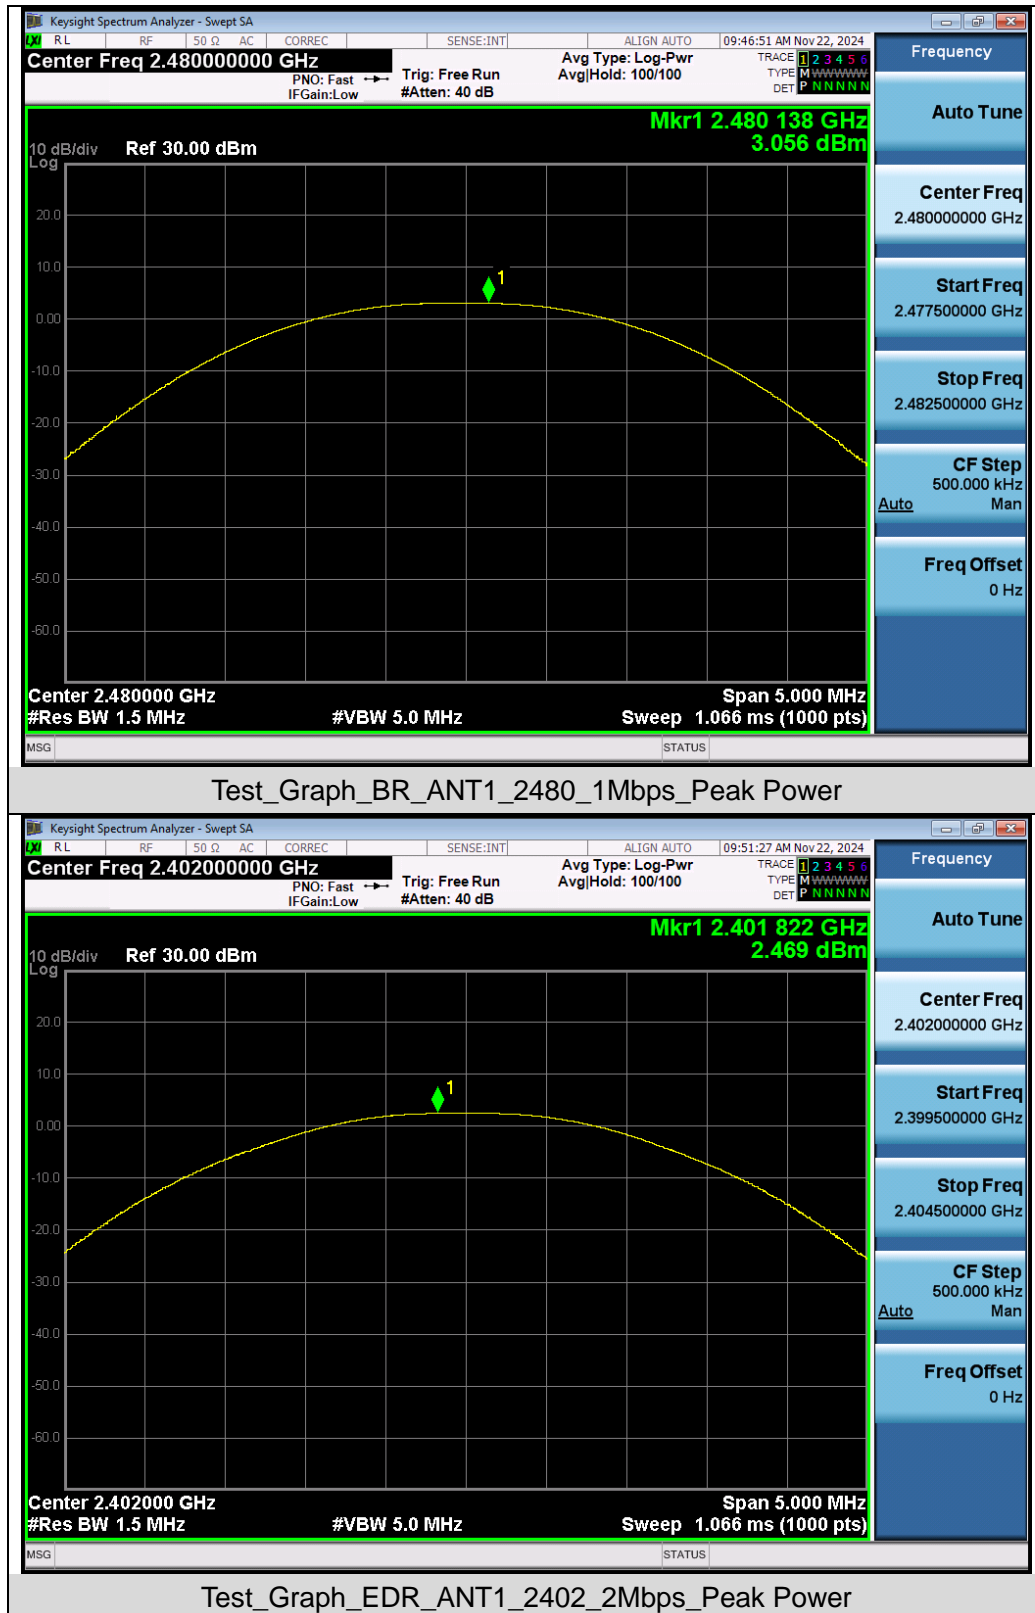 Keysight Spectrum Analyzer - Swept SA
LXI RL RF 50 Ω AC CORREC SENSE:INT ALIGN AUTO 09:46:51 AM Nov 22, 2024
Center Freq 2.480000000 GHz
PNO: Fast
IFGain:Low
Trig: Free Run
#Atten: 40 dB
Avg Type: Log-Pwr
Avg|Hold: 100/100
TRACE 1 2 3 4 5 6
TYPE M WWWWW
DET P N N N N N
Mkr1 2.480 138 GHz
3.056 dBm
10 dB/div Ref 30.00 dBm
Log
20.0
10.0
1
0.00
-10.0
-20.0
-30.0
-40.0
-50.0
-60.0
Center 2.480000 GHz Span 5.000 MHz
#Res BW 1.5 MHz #VBW 5.0 MHz Sweep 1.066 ms (1000 pts)
MSG STATUS
Frequency
Auto Tune
Center Freq
2.480000000 GHz
Start Freq
2.477500000 GHz
Stop Freq
2.482500000 GHz
CF Step
500.000 kHz
Auto Man
Freq Offset
0 Hz
Test_Graph_BR_ANT1_2480_1Mbps_Peak Power
Keysight Spectrum Analyzer - Swept SA
LXI RL RF 50 Ω AC CORREC SENSE:INT ALIGN AUTO 09:51:27 AM Nov 22, 2024
Center Freq 2.402000000 GHz
PNO: Fast
IFGain:Low
Trig: Free Run
#Atten: 40 dB
Avg Type: Log-Pwr
Avg|Hold: 100/100
TRACE 1 2 3 4 5 6
TYPE M WWWWW
DET P N N N N N
Mkr1 2.401 822 GHz
2.469 dBm
10 dB/div Ref 30.00 dBm
Log
20.0
10.0
1
0.00
-10.0
-20.0
-30.0
-40.0
-50.0
-60.0
Center 2.402000 GHz Span 5.000 MHz
#Res BW 1.5 MHz #VBW 5.0 MHz Sweep 1.066 ms (1000 pts)
MSG STATUS
Frequency
Auto Tune
Center Freq
2.402000000 GHz
Start Freq
2.399500000 GHz
Stop Freq
2.404500000 GHz
CF Step
500.000 kHz
Auto Man
Freq Offset
0 Hz
Test_Graph_EDR_ANT1_2402_2Mbps_Peak Power